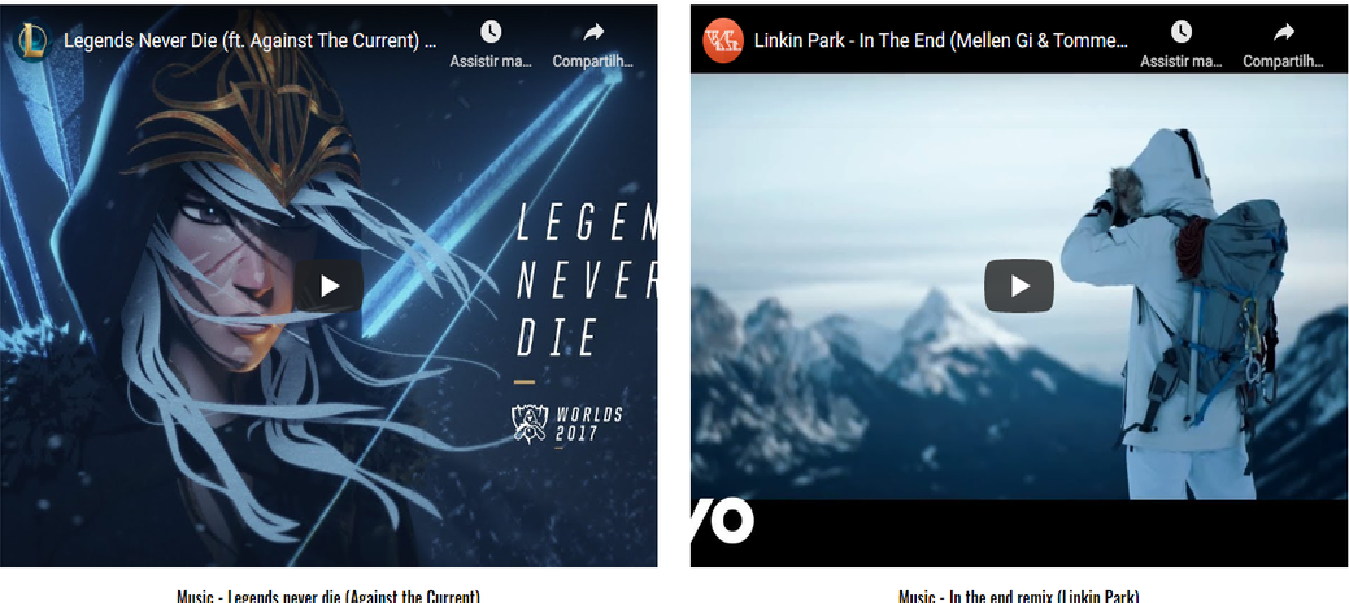 Legends Never Die (ft. Against The Current) ...
Assistir ma...
Compartilh...
LEGEN
NEVER
DIE
WORLDS
2017
Music - Legends never die (Against the Current)
Linkin Park - In The End (Mellen Gi & Tomme...
Assistir ma...
Compartilh...
VO
Music - In the end remix (Linkin Park)